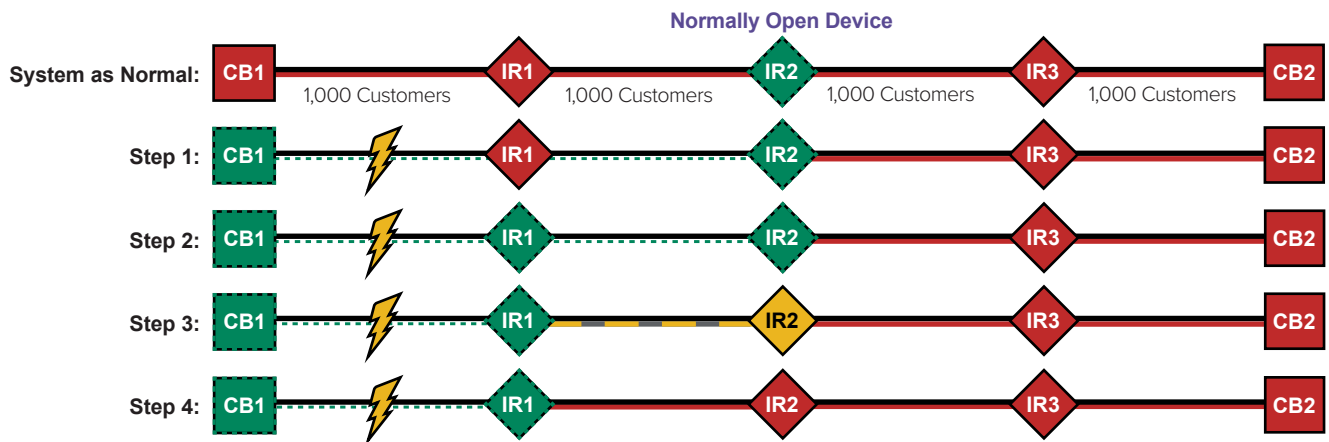 Normally Open Device
System as Normal: CB1 IR1 IR2 IR3 CB2
1,000 Customers 1,000 Customers 1,000 Customers 1,000 Customers
Step 1: CB1 IR1 IR2 IR3 CB2
Step 2: CB1 IR1 IR2 IR3 CB2
Step 3: CB1 IR1 IR2 IR3 CB2
Step 4: CB1 IR1 IR2 IR3 CB2